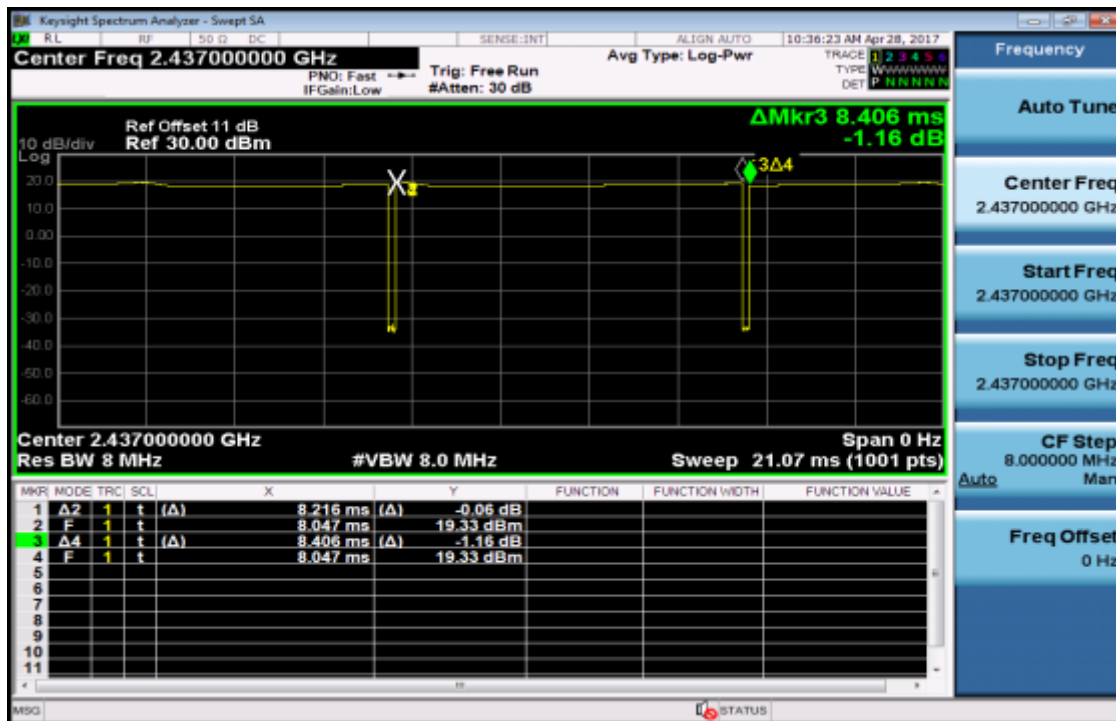 Keysight Spectrum Analyzer - Swept SA
RL RF 50 Ω DC SENSE:INT ALIGN AUTO 10:36:23 AM Apr 28, 2017
Center Freq 2.437000000 GHz
PNO: Fast
IFGain:Low
Trig: Free Run
#Atten: 30 dB
Avg Type: Log-Pwr
TRACE 1 2 3 4 5 6
TYPE WWWWWW
DET P N N N N N
Frequency
Auto Tune
Center Freq
2.437000000 GHz
Start Freq
2.437000000 GHz
Stop Freq
2.437000000 GHz
CF Step
8.000000 MHz
Auto Man
Freq Offset
0 Hz
ΔMkr3 8.406 ms
-1.16 dB
Ref Offset 11 dB
10 dB/div Ref 30.00 dBm
Log
20.0
10.0
0.00
-10.0
-20.0
-30.0
-40.0
-50.0
-60.0
X
3Δ4
Center 2.437000000 GHz Span 0 Hz
Res BW 8 MHz #VBW 8.0 MHz Sweep 21.07 ms (1001 pts)
MKR MODE TRC SCL X Y FUNCTION FUNCTION WIDTH FUNCTION VALUE
1 Δ2 1 t (Δ) 8.216 ms (Δ) -0.06 dB
2 F 1 t 8.047 ms 19.33 dBm
3 Δ4 1 t (Δ) 8.406 ms (Δ) -1.16 dB
4 F 1 t 8.047 ms 19.33 dBm
5
6
7
8
9
10
11
MSG STATUS